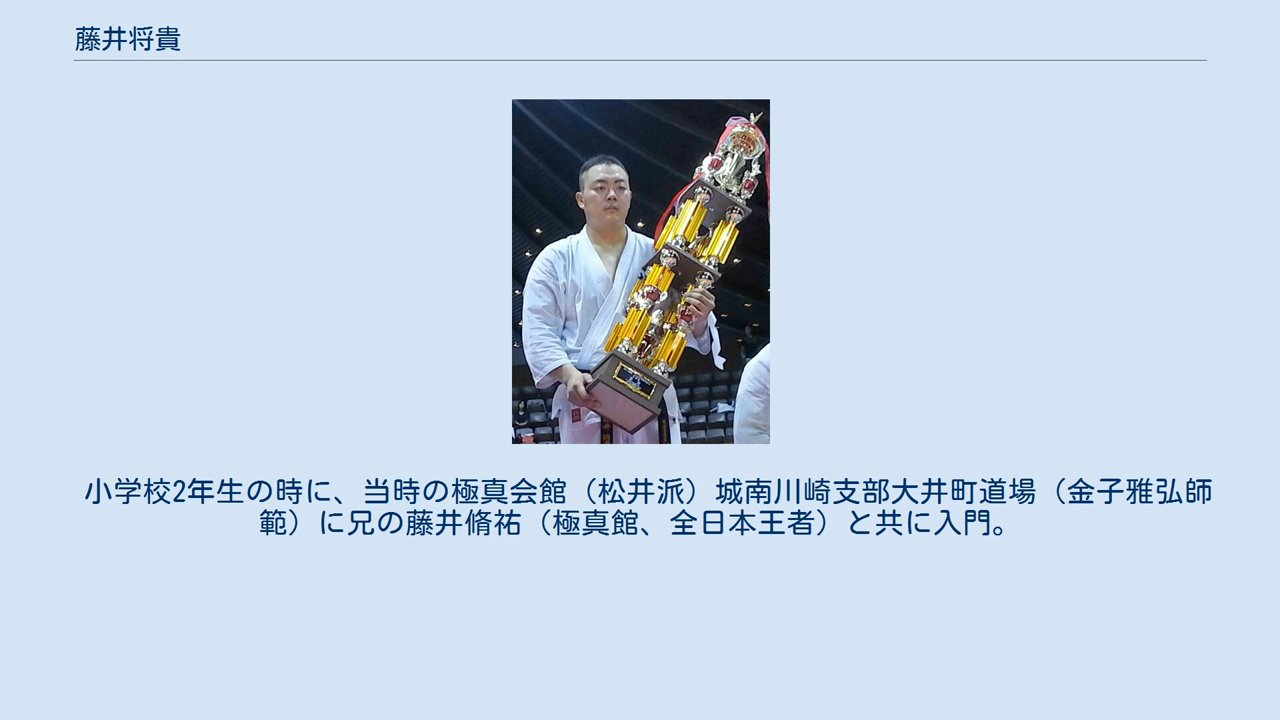 藤井将貴
小学校2年生の時に、当時の極真会館（松井派）城南川崎支部大井町道場（金子雅弘師
範）に兄の藤井脩祐（極真館、全日本王者）と共に入門。